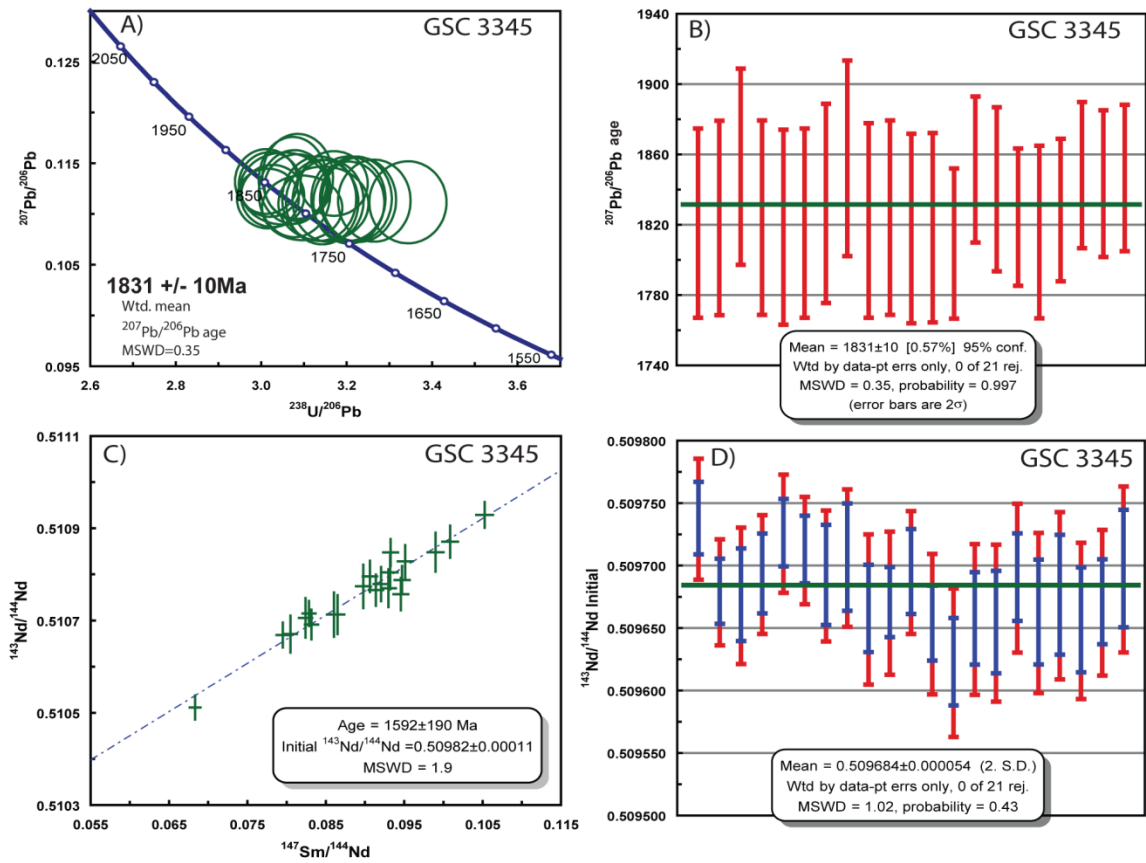 A)
GSC 3345
0.125
0.115
0.105
0.095
²⁰⁷Pb/²⁰⁶Pb
2050
1950
1850
1750
1650
1550
1831 +/- 10Ma
Wtd. mean
²⁰⁷Pb/²⁰⁶Pb age
MSWD=0.35
2.6 2.8 3.0 3.2 3.4 3.6
²³⁸U/²⁰⁶Pb
B)
GSC 3345
1940
1900
1860
1820
1780
1740
²⁰⁷Pb/²⁰⁶Pb age
Mean = 1831±10 [0.57%] 95% conf.
Wtd by data-pt errs only, 0 of 21 rej.
MSWD = 0.35, probability = 0.997
(error bars are 2σ)
C)
GSC 3345
0.5111
0.5109
0.5107
0.5105
0.5103
¹⁴³Nd/¹⁴⁴Nd
Age = 1592±190 Ma
Initial ¹⁴³Nd/¹⁴⁴Nd =0.50982±0.00011
MSWD = 1.9
0.055 0.065 0.075 0.085 0.095 0.105 0.115
¹⁴⁷Sm/¹⁴⁴Nd
D)
GSC 3345
0.509800
0.509750
0.509700
0.509650
0.509600
0.509550
0.509500
¹⁴³Nd/¹⁴⁴Nd Initial
Mean = 0.509684±0.000054 (2. S.D.)
Wtd by data-pt errs only, 0 of 21 rej.
MSWD = 1.02, probability = 0.43